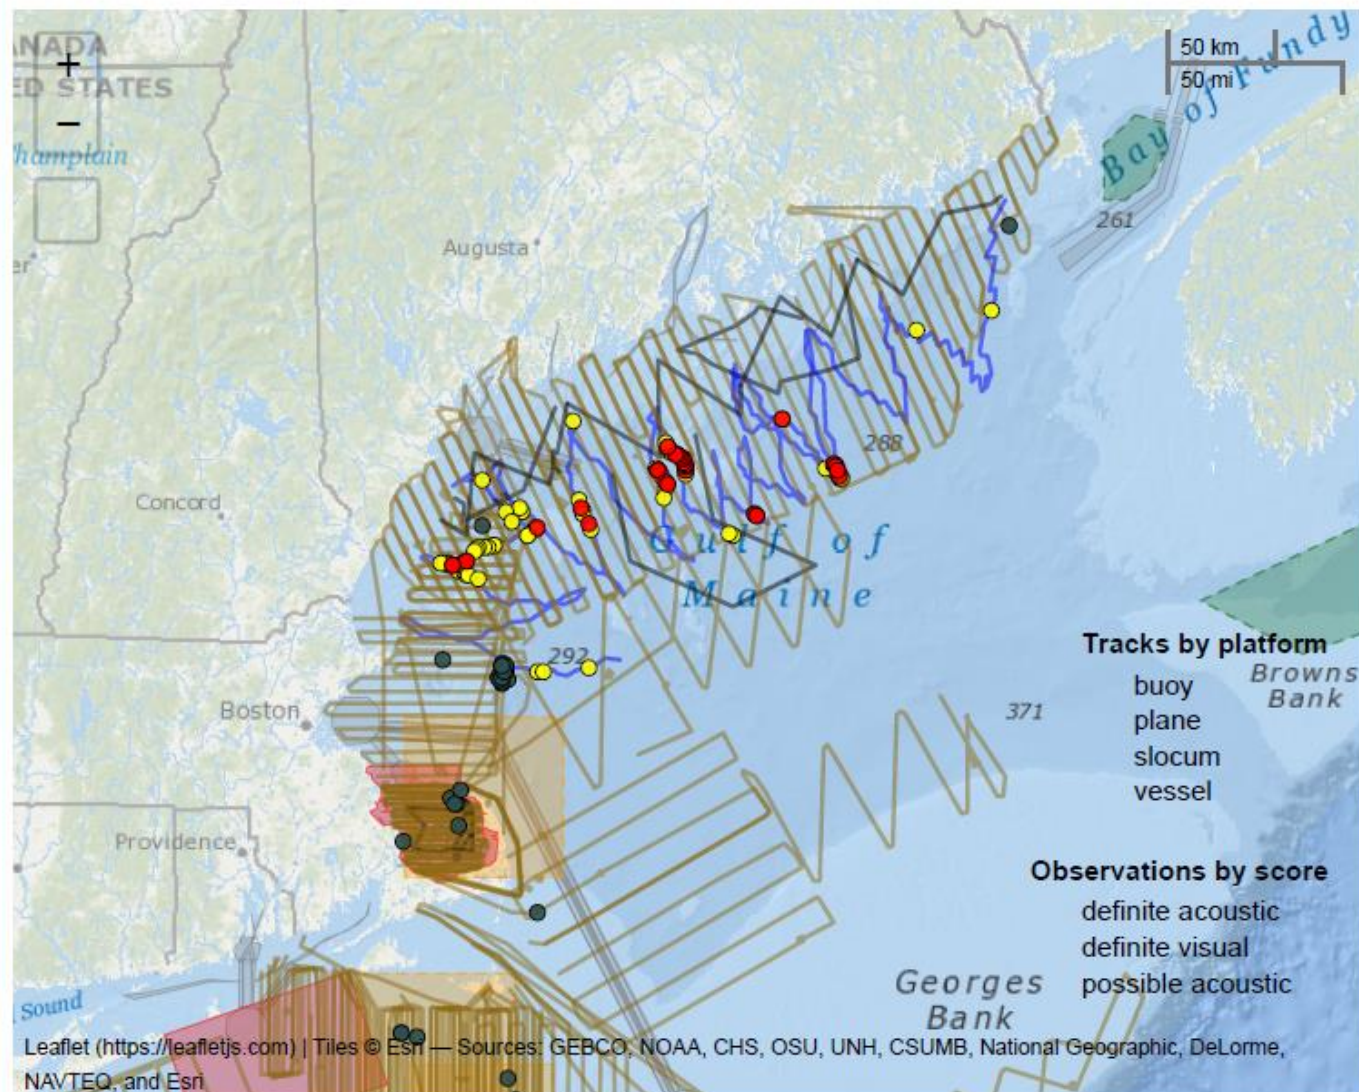 ANADA
ED STATES
+
−
hamplain
er
50 km
50 mi
Bay of Fundy
261
Augusta
288
Concord
Gulf of
Maine
292
Boston
371
Tracks by platform
buoy
plane
slocum
vessel
Browns
Bank
Providence
Observations by score
definite acoustic
definite visual
possible acoustic
Georges
Bank
Sound
Leaflet (https://leafletjs.com) | Tiles © Esri — Sources: GEBCO, NOAA, CHS, OSU, UNH, CSUMB, National Geographic, DeLorme,
NAVTEQ, and Esri